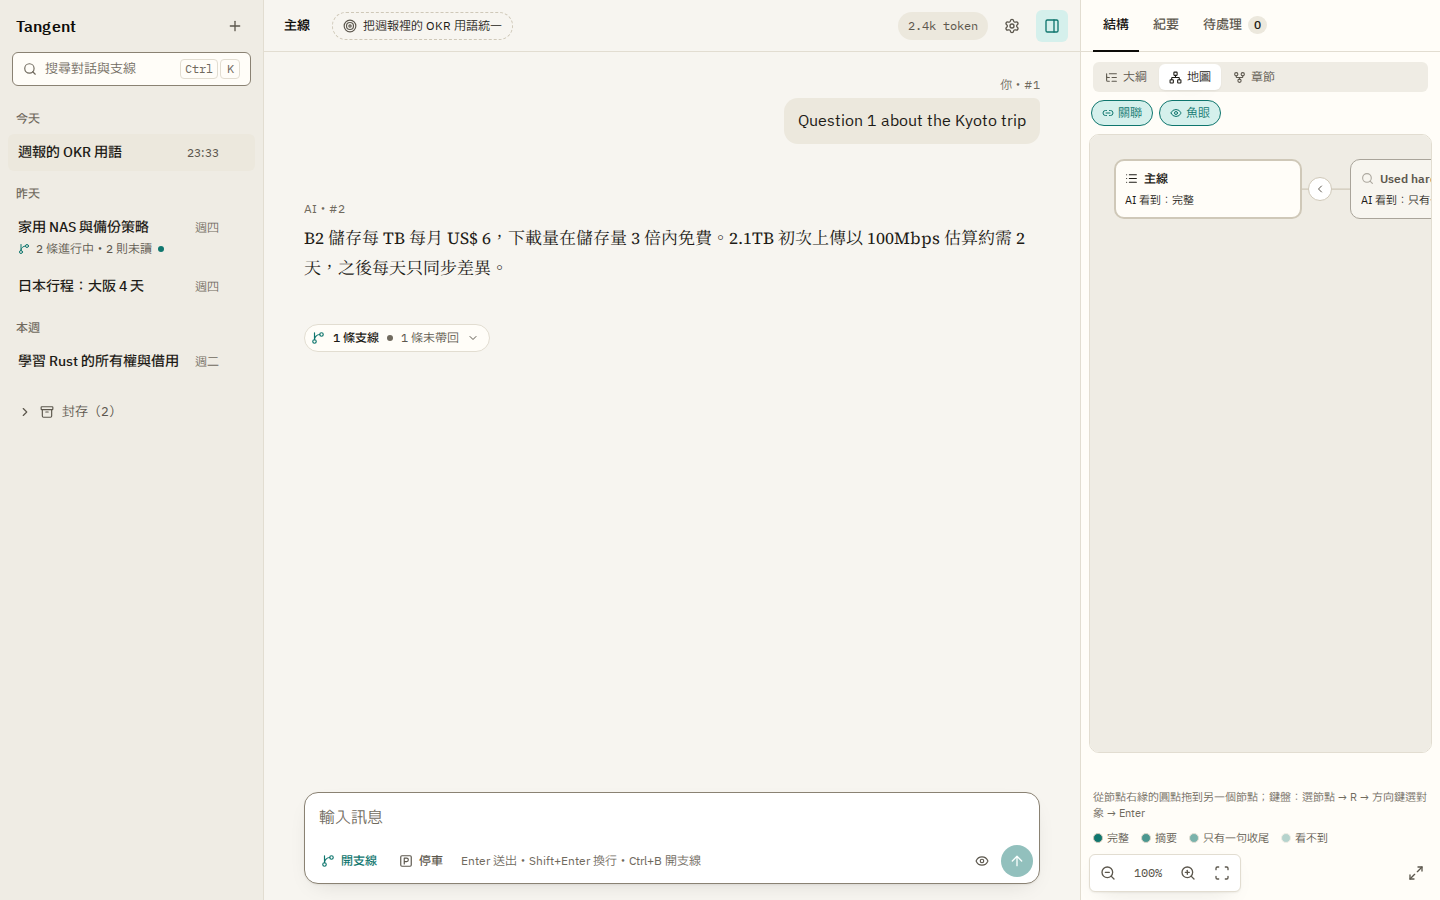 Tangent
搜尋對話與支線 Ctrl K
今天
週報的 OKR 用語 23:33
昨天
家用 NAS 與備份策略 週四
2 條進行中・2 則未讀
日本行程：大阪 4 天 週四
本週
學習 Rust 的所有權與借用 週二
封存（2）
主線 把週報裡的 OKR 用語統一 2.4k token
你・#1
Question 1 about the Kyoto trip
AI・#2
B2 儲存每 TB 每月 US$ 6，下載量在儲存量 3 倍內免費。2.1TB 初次上傳以 100Mbps 估算約需 2
天，之後每天只同步差異。
1 條支線 1 條未帶回
輸入訊息
開支線 停車 Enter 送出・Shift+Enter 換行・Ctrl+B 開支線
結構 紀要 待處理 0
大綱 地圖 章節
關聯 魚眼
主線
AI 看到：完整
Used
AI 看到：只有
從節點右緣的圓點拖到另一個節點；鍵盤：選節點 → R → 方向鍵選對
象 → Enter
完整 摘要 只有一句收尾 看不到
100%